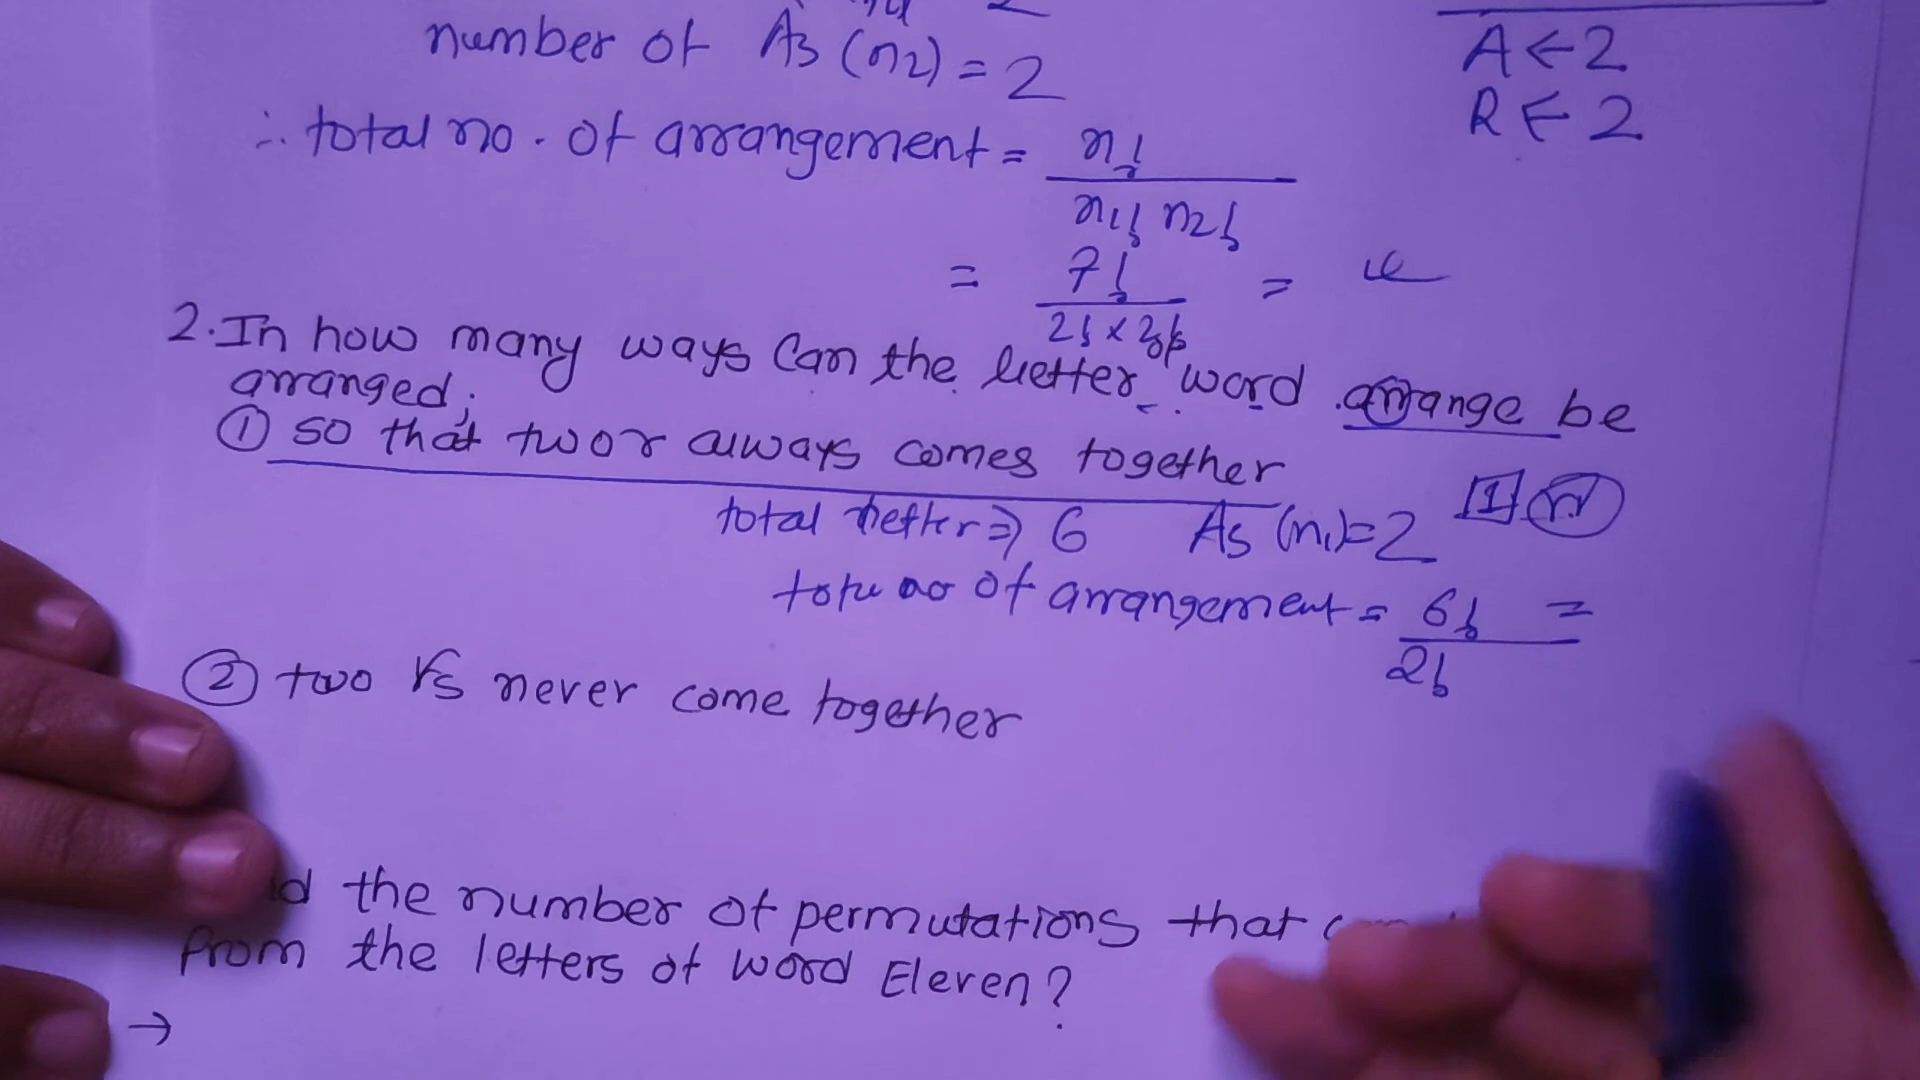 number of As (n2) = 2
A ← 2
R ← 2
∴ total no. of arrangement = n!
n1! n2!
= 7! =
2! × 2!
2. In how many ways can the letter word arrange be
arranged;
① so that two r always comes together
total letter ⇒ 6 As (n1) = 2 1 rr
no of arrangement = 6! =
2!
② two rs never come together
the number of permutations that
from the letters of word Eleven?
→